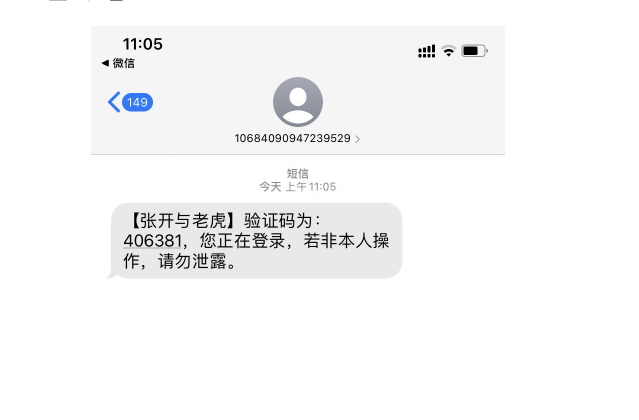 11:05
◀ 微信
149
10684090947239529 >
短信
今天 上午11:05
【张开与老虎】验证码为：
406381，您正在登录，若非本人操
作，请勿泄露。